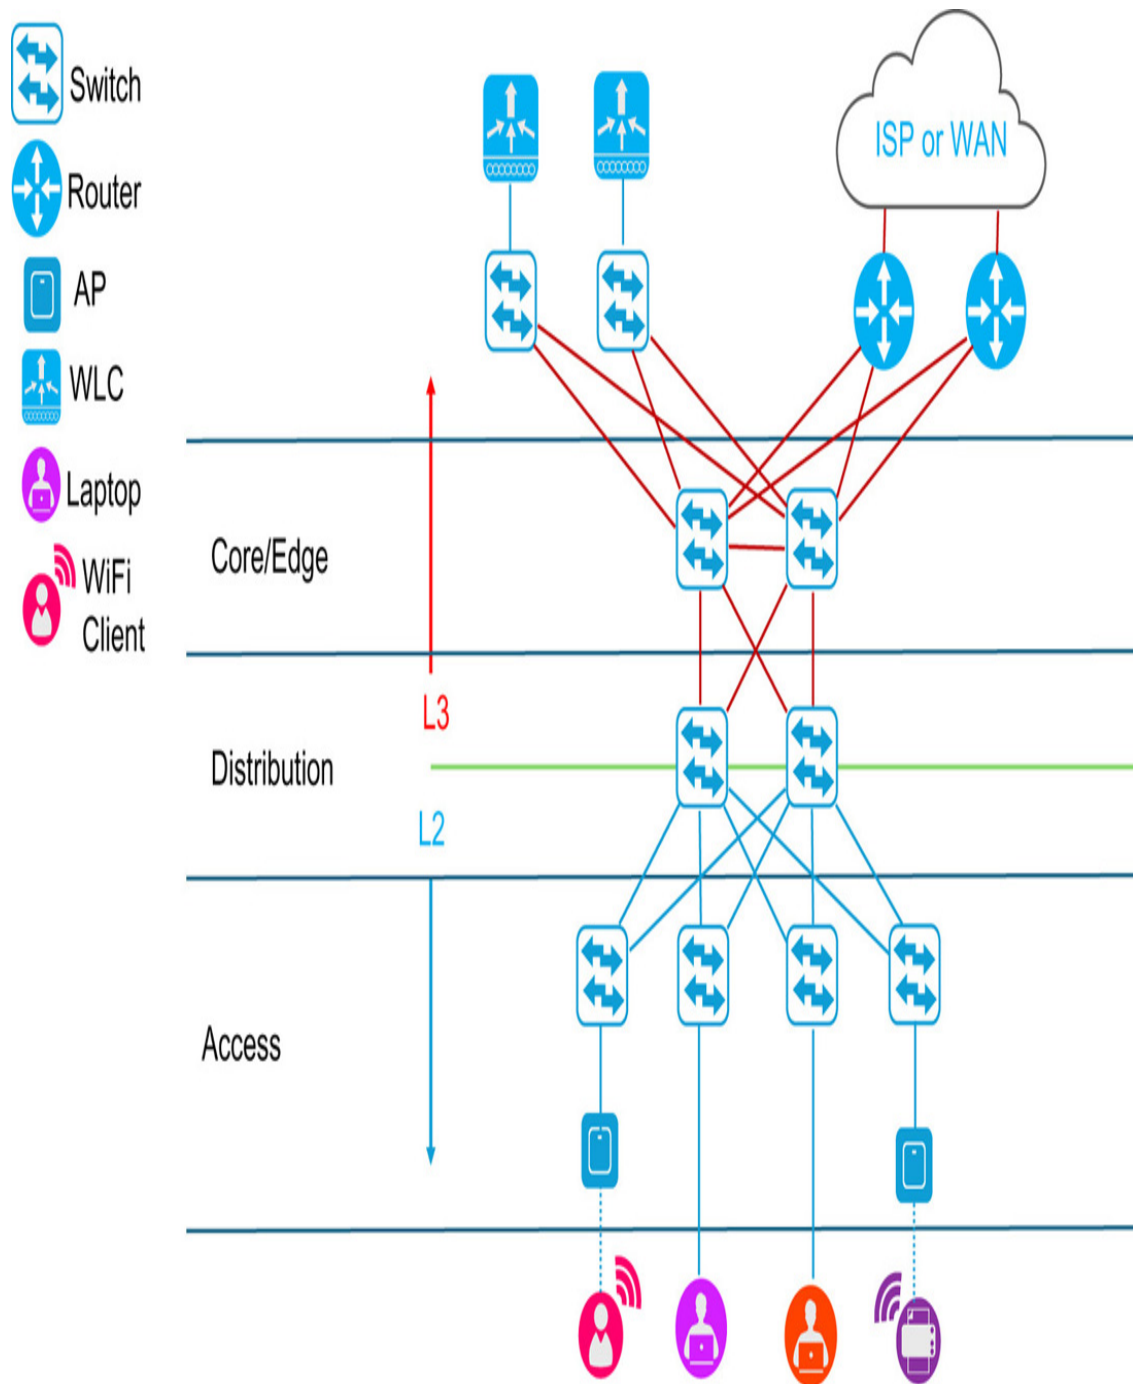 Switch
Router
AP
WLC
Laptop
WiFi
Client
ISP or WAN
Core/Edge
L3
Distribution
L2
Access